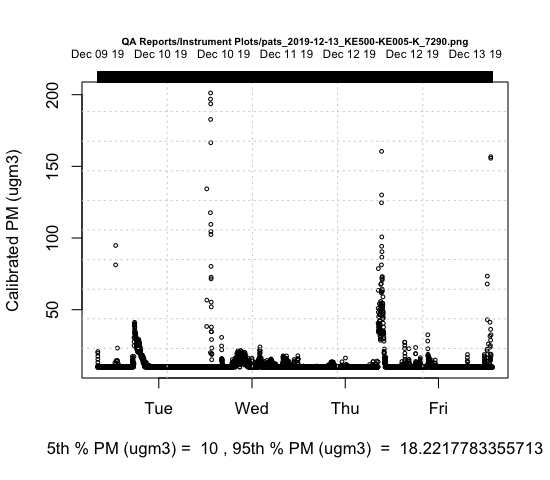 QA Reports/Instrument Plots/pats_2019-12-13_KE500-KE005-K_7290.png
Dec 09 19 Dec 10 19 Dec 10 19 Dec 11 19 Dec 12 19 Dec 12 19 Dec 13 19
200
150
100
50
Calibrated PM (ugm3)
Tue Wed Thu Fri
5th % PM (ugm3) = 10 , 95th % PM (ugm3) = 18.2217783355713